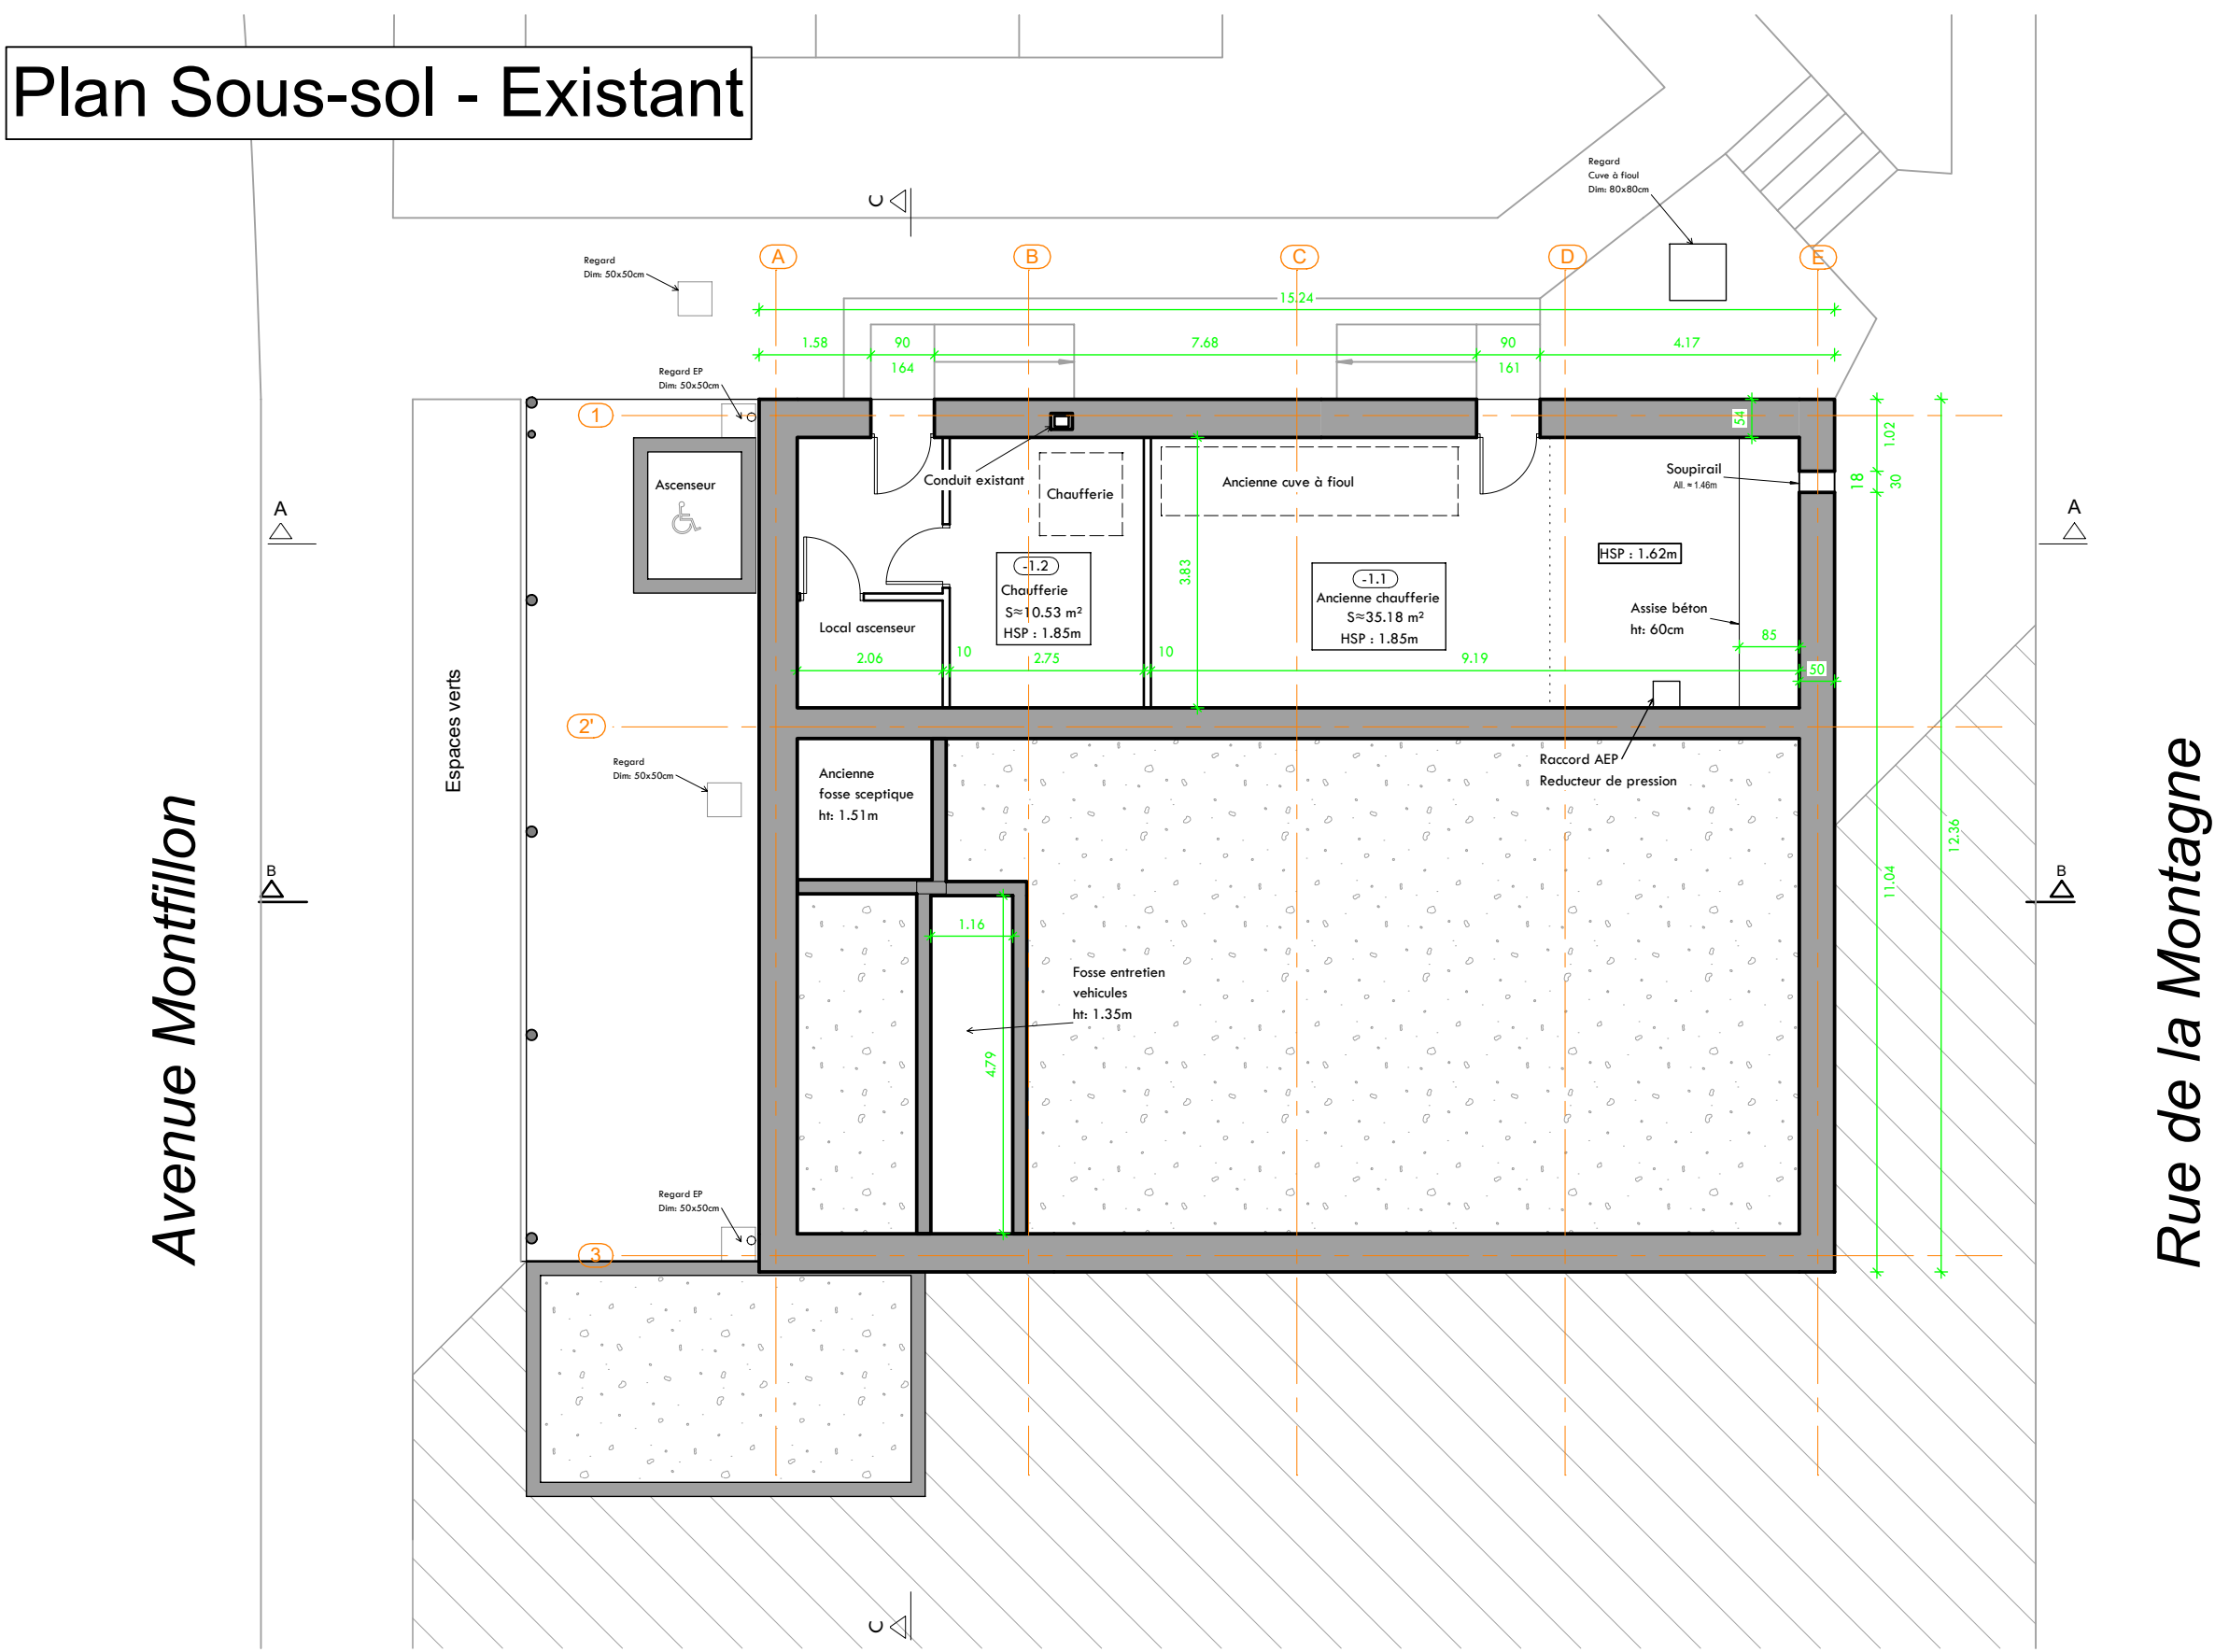 Plan Sous-sol - Existant
C
Regard
Cuve à fioul
Dim: 80x80cm
Regard
Dim: 50x50cm
A
B
C
D
E
15.24
1.58
90
164
7.68
90
161
4.17
Regard EP
Dim: 50x50cm
1
54
1.02
18
30
Ascenseur
Conduit existant
Chaufferie
Ancienne cuve à fioul
Soupirail
All. ≈ 1.46m
A
A
HSP : 1.62m
-1.2
Chaufferie
S≈10.53 m²
HSP : 1.85m
3.83
-1.1
Ancienne chaufferie
S≈35.18 m²
HSP : 1.85m
Assise béton
ht: 60cm
Local ascenseur
85
2.06
10
2.75
10
9.19
50
Espaces verts
2'
Regard
Dim: 50x50cm
Ancienne
fosse sceptique
ht: 1.51m
Raccord AEP
Reducteur de pression
12.36
11.04
B
B
1.16
Fosse entretien
vehicules
ht: 1.35m
4.79
Avenue Montfillon
Rue de la Montagne
Regard EP
Dim: 50x50cm
3
C